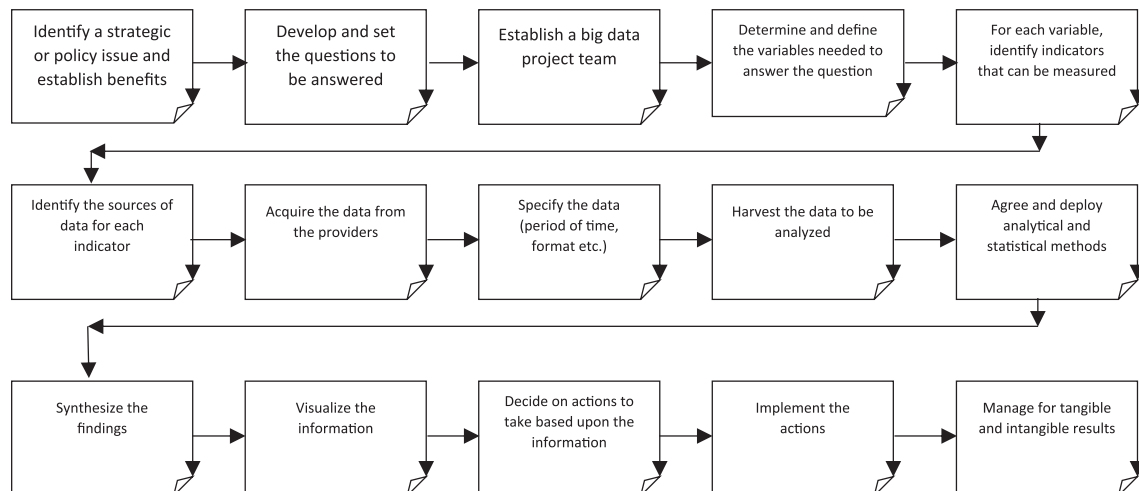 Identify a strategic
or policy issue and
establish benefits
Develop and set
the questions to
be answered
Establish a big data
project team
Determine and define
the variables needed to
answer the question
For each variable,
identify indicators
that can be measured
Identify the sources of
data for each
indicator
Acquire the data from
the providers
Specify the data
(period of time,
format etc.)
Harvest the data to be
analyzed
Agree and deploy
analytical and
statistical methods
Synthesize the
findings
Visualize the
information
Decide on actions to
take based upon the
information
Implement the
actions
Manage for tangible
and intangible results